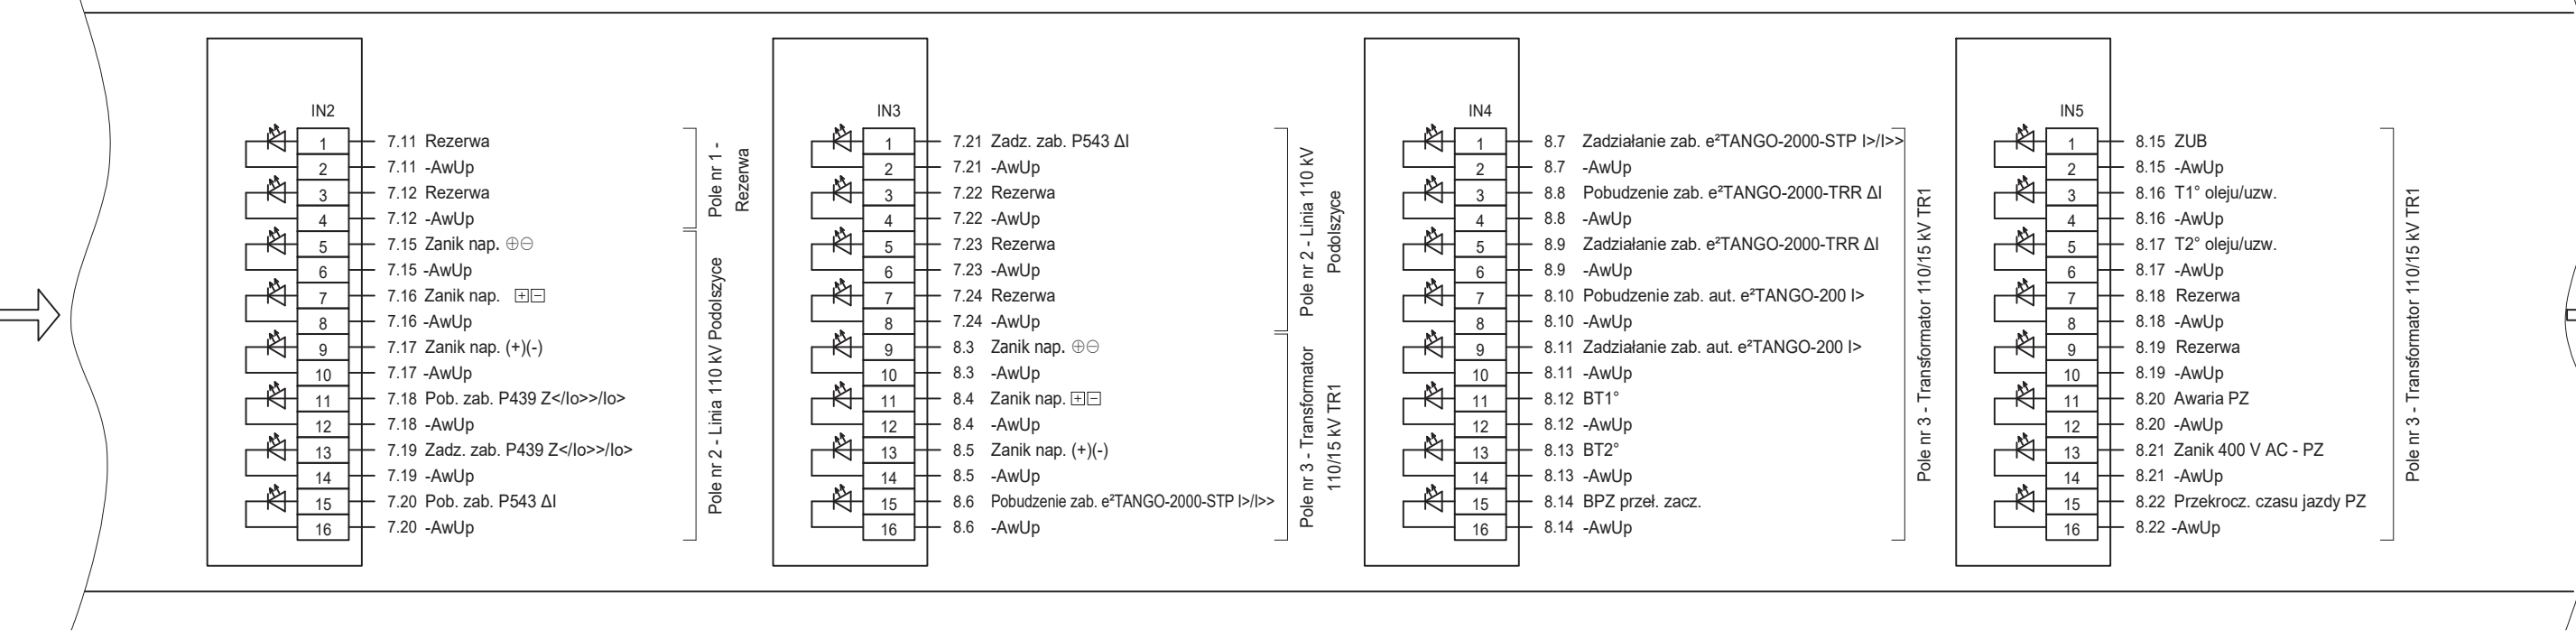 IN2
1 7.11 Rezerwa
2 7.11 -AwUp
3 7.12 Rezerwa
4 7.12 -AwUp
5 7.15 Zanik nap. ⊕⊖
6 7.15 -AwUp
7 7.16 Zanik nap. ⊞⊟
8 7.16 -AwUp
9 7.17 Zanik nap. (+)(-)
10 7.17 -AwUp
11 7.18 Pob. zab. P439 Z</Io>>/Io>
12 7.18 -AwUp
13 7.19 Zadz. zab. P439 Z</Io>>/Io>
14 7.19 -AwUp
15 7.20 Pob. zab. P543 ΔI
16 7.20 -AwUp
Pole nr 1 -
Rezerwa
Pole nr 2 - Linia 110 kV Podolszyce
IN3
1 7.21 Zadz. zab. P543 ΔI
2 7.21 -AwUp
3 7.22 Rezerwa
4 7.22 -AwUp
5 7.23 Rezerwa
6 7.23 -AwUp
7 7.24 Rezerwa
8 7.24 -AwUp
9 8.3 Zanik nap. ⊕⊖
10 8.3 -AwUp
11 8.4 Zanik nap. ⊞⊟
12 8.4 -AwUp
13 8.5 Zanik nap. (+)(-)
14 8.5 -AwUp
15 8.6 Pobudzenie zab. e²TANGO-2000-STP I>/I>>
16 8.6 -AwUp
Pole nr 2 - Linia 110 kV
Podolszyce
Pole nr 3 - Transformator
110/15 kV TR1
IN4
1 8.7 Zadziałanie zab. e²TANGO-2000-STP I>/I>>
2 8.7 -AwUp
3 8.8 Pobudzenie zab. e²TANGO-2000-TRR ΔI
4 8.8 -AwUp
5 8.9 Zadziałanie zab. e²TANGO-2000-TRR ΔI
6 8.9 -AwUp
7 8.10 Pobudzenie zab. aut. e²TANGO-200 I>
8 8.10 -AwUp
9 8.11 Zadziałanie zab. aut. e²TANGO-200 I>
10 8.11 -AwUp
11 8.12 BT1°
12 8.12 -AwUp
13 8.13 BT2°
14 8.13 -AwUp
15 8.14 BPZ przeł. zacz.
16 8.14 -AwUp
Pole nr 3 - Transformator 110/15 kV TR1
IN5
1 8.15 ZUB
2 8.15 -AwUp
3 8.16 T1° oleju/uzw.
4 8.16 -AwUp
5 8.17 T2° oleju/uzw.
6 8.17 -AwUp
7 8.18 Rezerwa
8 8.18 -AwUp
9 8.19 Rezerwa
10 8.19 -AwUp
11 8.20 Awaria PZ
12 8.20 -AwUp
13 8.21 Zanik 400 V AC - PZ
14 8.21 -AwUp
15 8.22 Przekrocz. czasu jazdy PZ
16 8.22 -AwUp
Pole nr 3 - Transformator 110/15 kV TR1